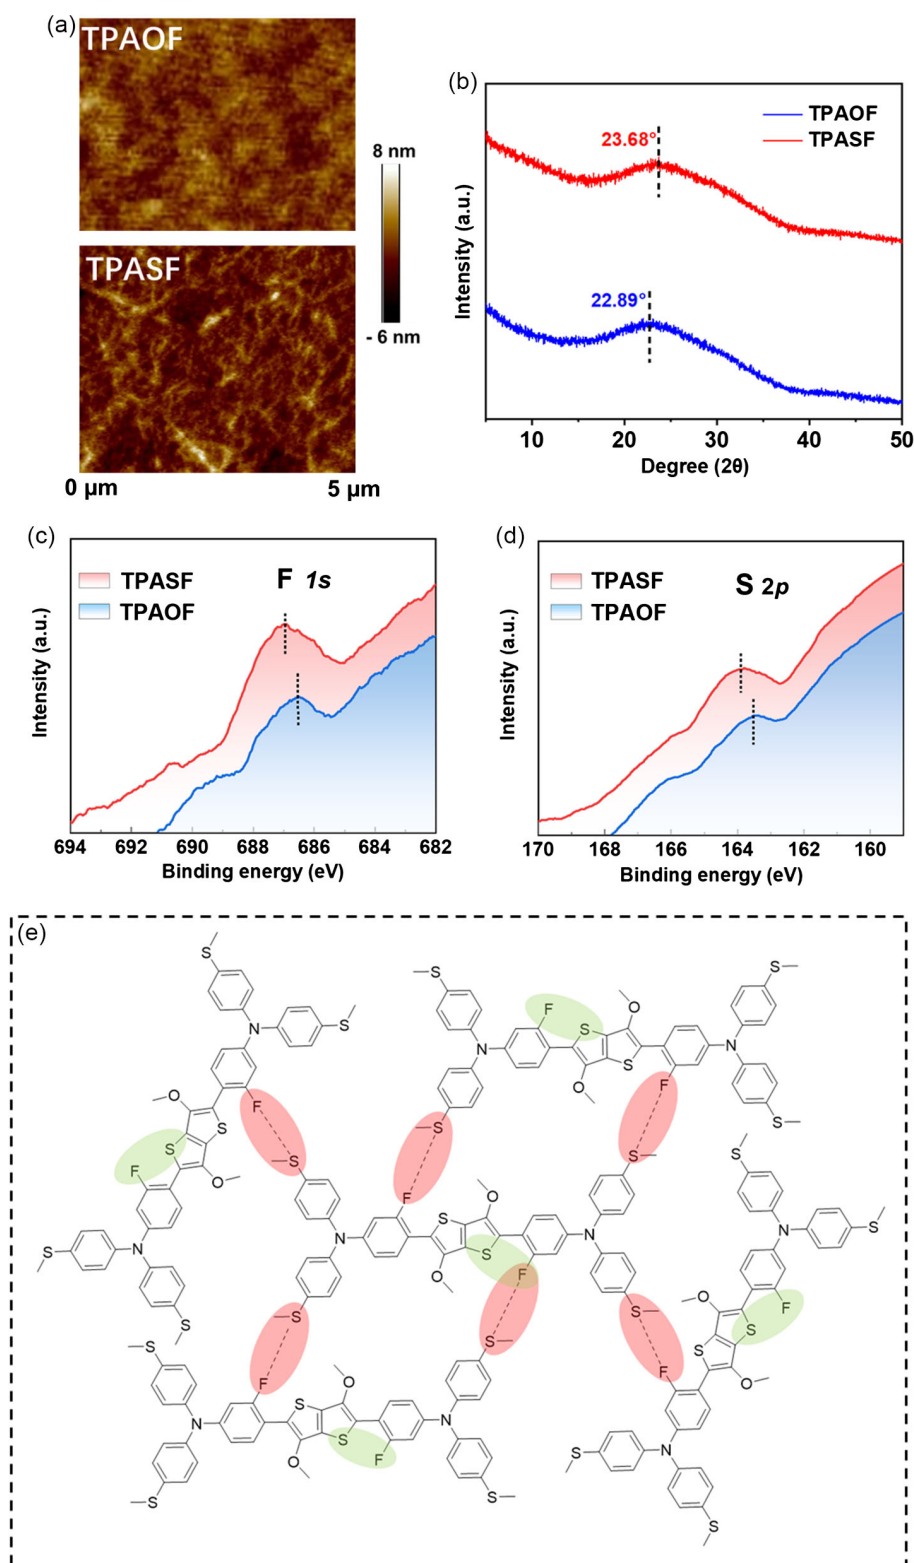 (a)
TPAOF
8 nm
- 6 nm
TPASF
0 µm 5 µm
(b)
TPAOF
TPASF
23.68°
22.89°
Intensity (a.u.)
10 20 30 40 50
Degree (2θ)
(c)
TPASF
TPAOF
F 1s
Intensity (a.u.)
694 692 690 688 686 684 682
Binding energy (eV)
(d)
TPASF
TPAOF
S 2p
Intensity (a.u.)
170 168 166 164 162 160
Binding energy (eV)
(e)
S
S
N
F
O
S
S
O
F
N
S
S
S
S
N
F
S
O
S
O
F
N
S
S
S
S
N
F
S
O
S
O
F
N
S
S
S
S
N
F
S
O
S
O
F
N
S
S
S
S
N
F
O
S
S
O
F
N
S
S